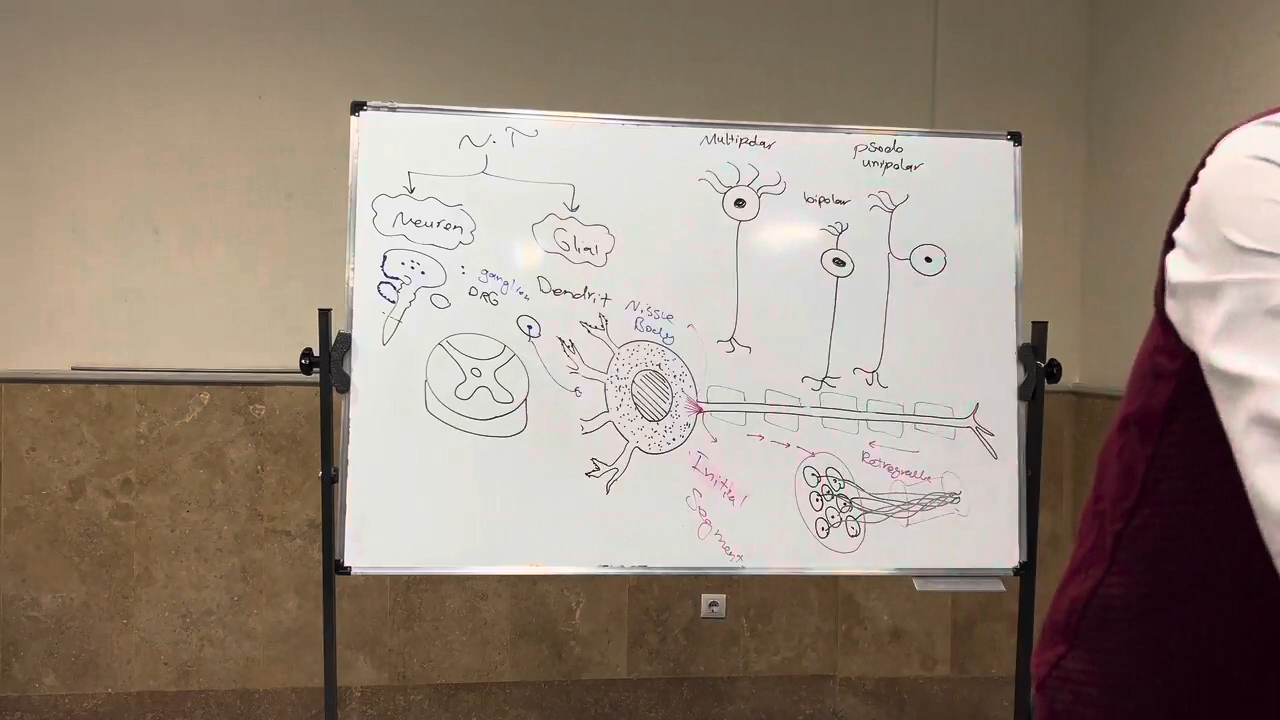 N.T
Neuron
Glial
: ganglion
DRG
Dendrit
Nissle
Body
Multipolar
bipolar
psodo
unipolar
Initial
Segment
Retrograde